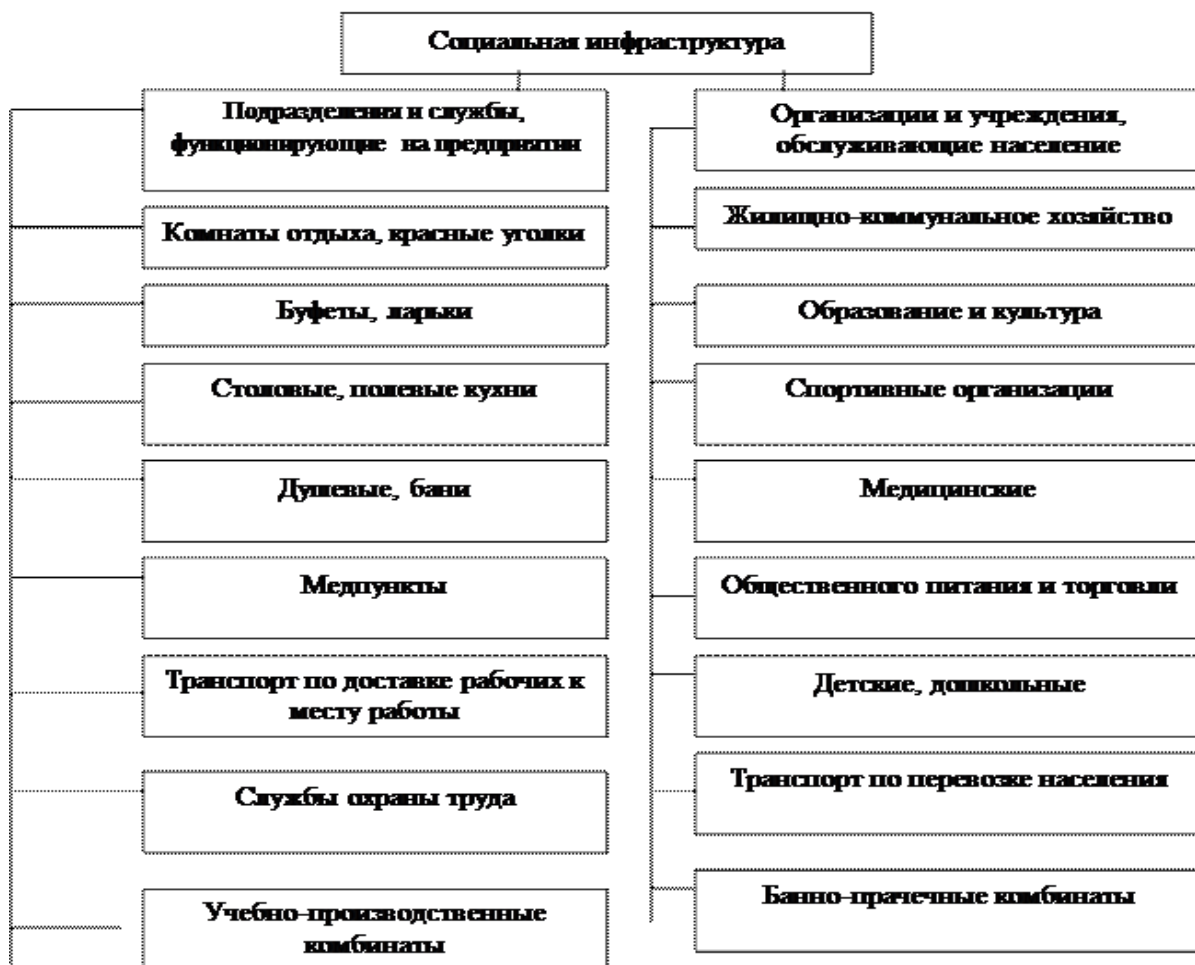 Социальная инфраструктура
Подразделения и службы,
функционирующие на предприятии
Комнаты отдыха, красные уголки
Буфеты, ларьки
Столовые, полевые кухни
Душевые, бани
Медпункты
Транспорт по доставке рабочих к
месту работы
Службы охраны труда
Учебно-производственные
комбинаты
Организации и учреждения,
обслуживающие население
Жилищно-коммунальное хозяйство
Образование и культура
Спортивные организации
Медицинские
Общественного питания и торговли
Детские, дошкольные
Транспорт по перевозке населения
Банно-прачечные комбинаты